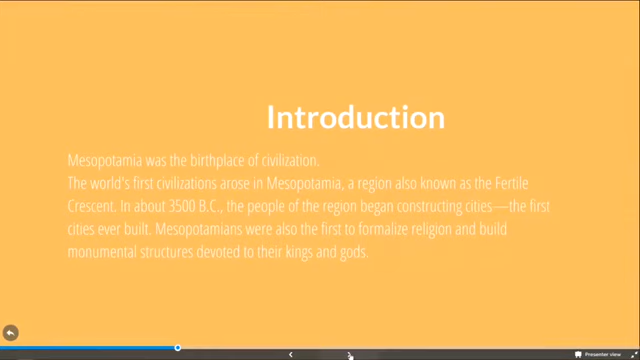 Introduction
Mesopotamia was the birthplace of civilization.
The world's first civilizations arose in Mesopotamia, a region also known as the Fertile
Crescent. In about 3500 B.C., the people of the region began constructing cities—the first
cities ever built. Mesopotamians were also the first to formalize religion and build
monumental structures devoted to their kings and gods.
Presenter view